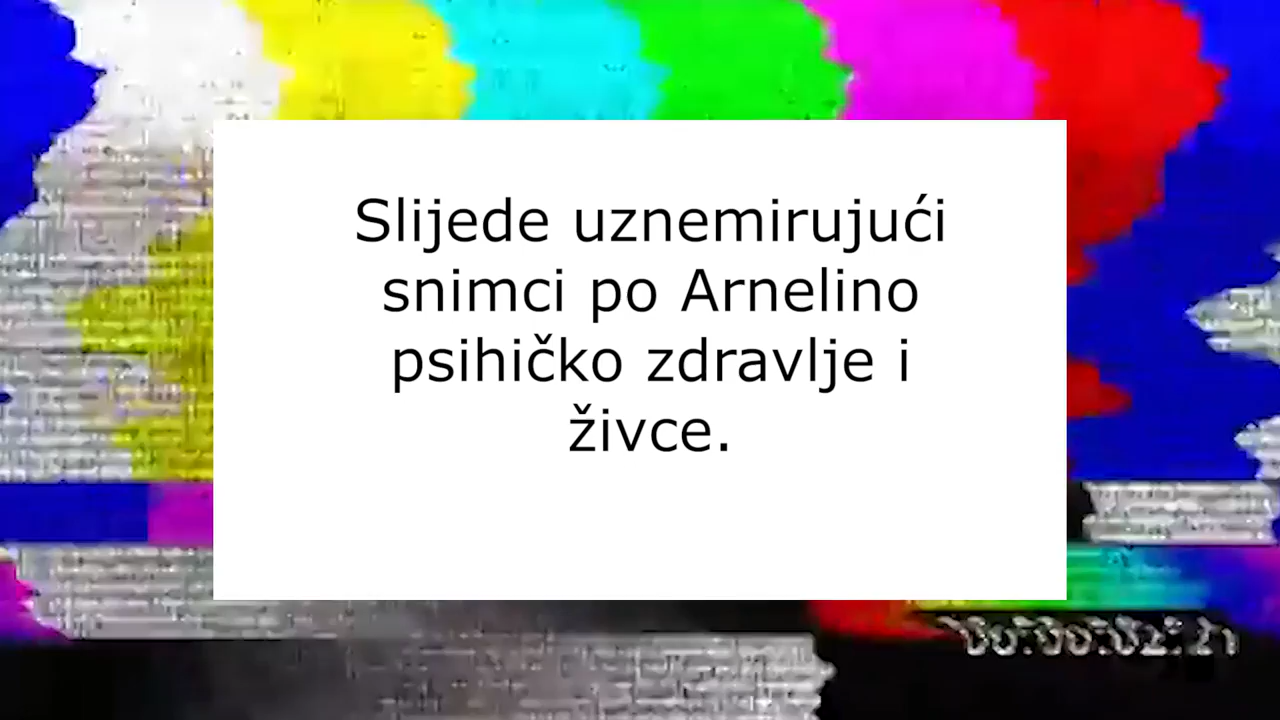 Slijede uznemirujući
snimci po Arnelino
psihičko zdravlje i
živce.